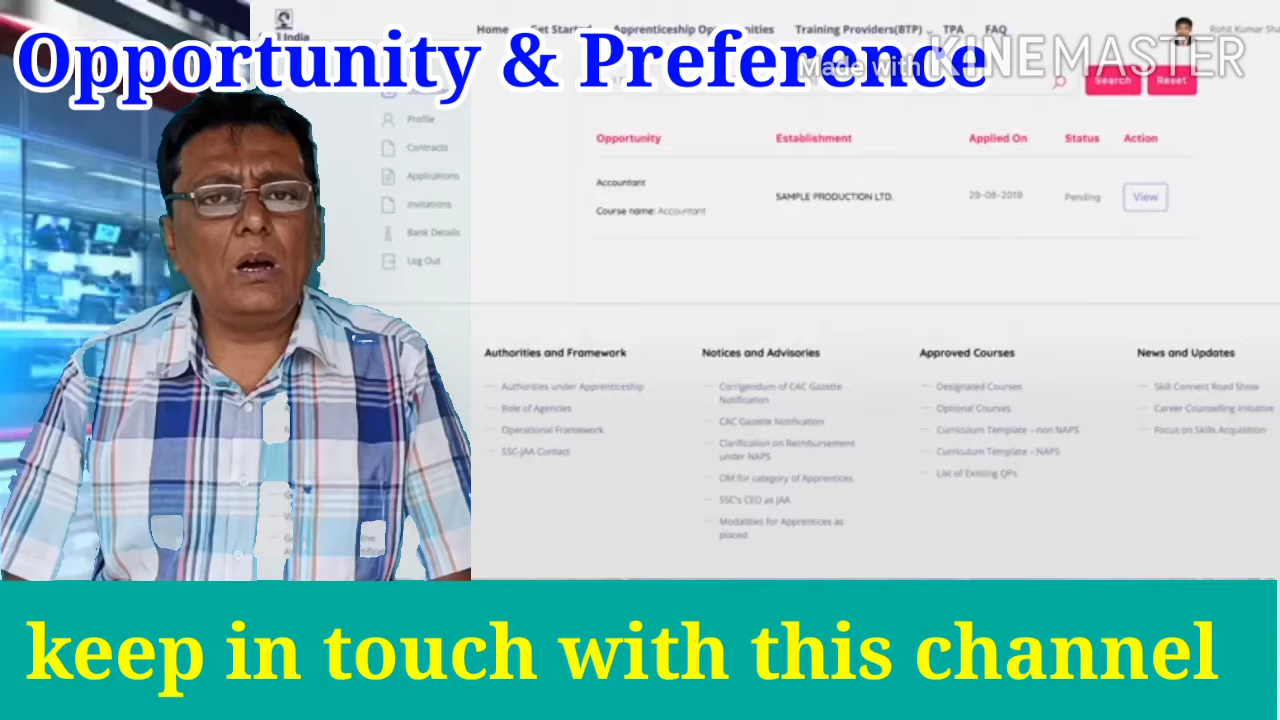 l India
Home Get Started Apprenticeship Opportunities Training Providers(BTP) TPA FAQ
Rohit Kumar Sha
Opportunity & Preference
Made with KINEMASTER
Search Reset
Profile
Contracts
Applications
Invitations
Bank Details
Log Out
Opportunity Establishment Applied On Status Action
Accountant
SAMPLE PRODUCTION LTD. 29-08-2019 Pending View
Course name: Accountant
Authorities and Framework
Authorities under Apprenticeship
Role of Agencies
Operational Framework
SSC-JAA Contact
Notices and Advisories
Corrigendum of CAC Gazette
Notification
CAC Gazette Notification
Clarification on Reimbursement
under NAPS
OM for category of Apprentices
SSC's CEO as JAA
Modalities for Apprentices as
placed
Approved Courses
Designated Courses
Optional Courses
Curriculum Template - non NAPS
Curriculum Template - NAPS
List of Existing QPs
News and Updates
Skill Connect Road Show
Career Counselling Initiative
Focus on Skills Acquisition
keep in touch with this channel